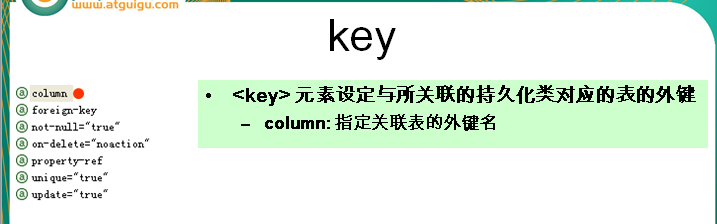 www.atguigu.com
key
@ column
@ foreign-key
@ not-null="true"
@ on-delete="noaction"
@ property-ref
@ unique="true"
@ update="true"
• <key> 元素设定与所关联的持久化类对应的表的外键
– column: 指定关联表的外键名